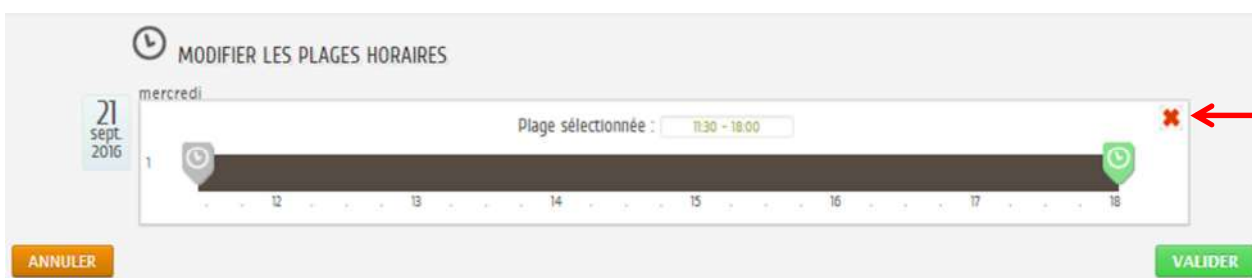 MODIFIER LES PLAGES HORAIRES
mercredi
21
sept.
2016
Plage sélectionnée : 11:30 - 18:00
1
. . 12 . . . 13 . . . 14 . . . 15 . . . 16 . . . 17 . . . 18
ANNULER VALIDER